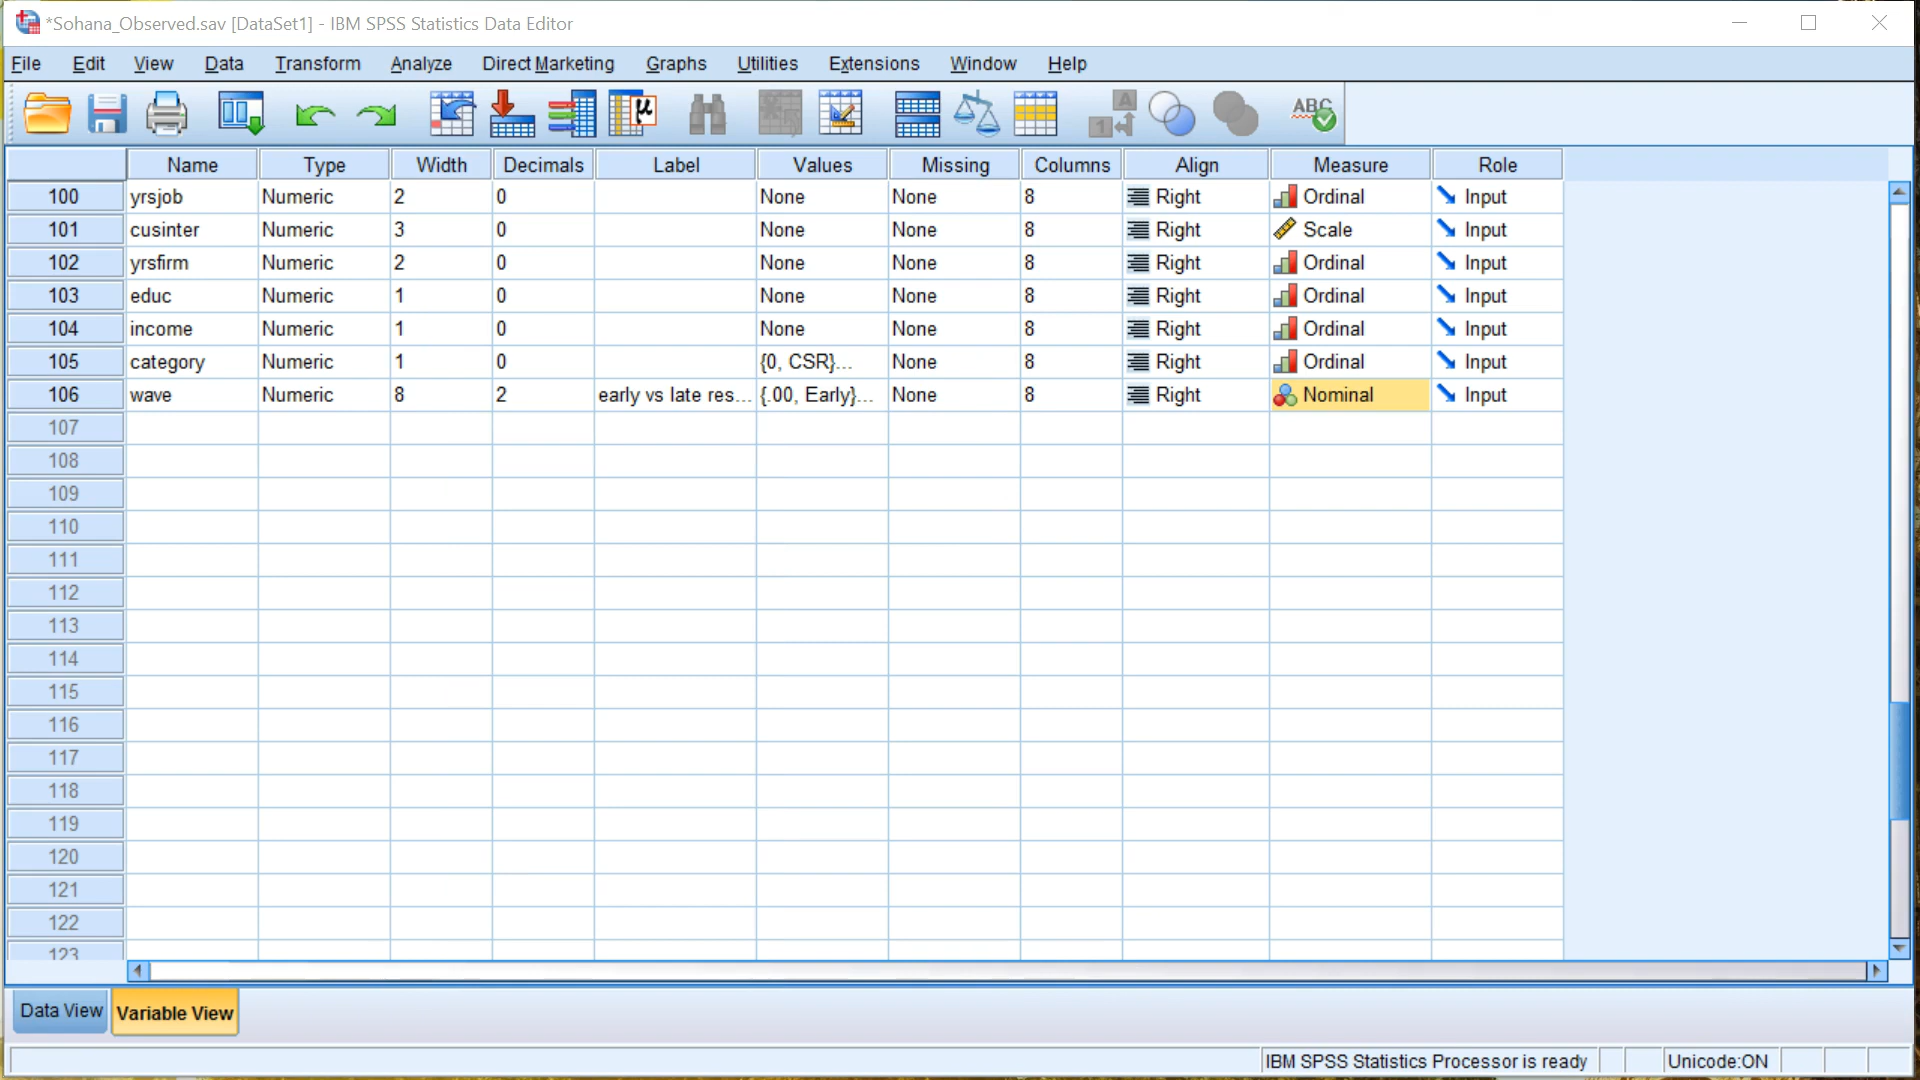 *Sohana_Observed.sav [DataSet1] - IBM SPSS Statistics Data Editor
File Edit View Data Transform Analyze Direct Marketing Graphs Utilities Extensions Window Help
μ A 1 ABC
Name Type Width Decimals Label Values Missing Columns Align Measure Role
100 yrsjob Numeric 2 0 None None 8 Right Ordinal Input
101 cusinter Numeric 3 0 None None 8 Right Scale Input
102 yrsfirm Numeric 2 0 None None 8 Right Ordinal Input
103 educ Numeric 1 0 None None 8 Right Ordinal Input
104 income Numeric 1 0 None None 8 Right Ordinal Input
105 category Numeric 1 0 {0, CSR}... None 8 Right Ordinal Input
106 wave Numeric 8 2 early vs late res... {.00, Early}... None 8 Right Nominal Input
107
108
109
110
111
112
113
114
115
116
117
118
119
120
121
122
123
Data View Variable View
IBM SPSS Statistics Processor is ready Unicode:ON